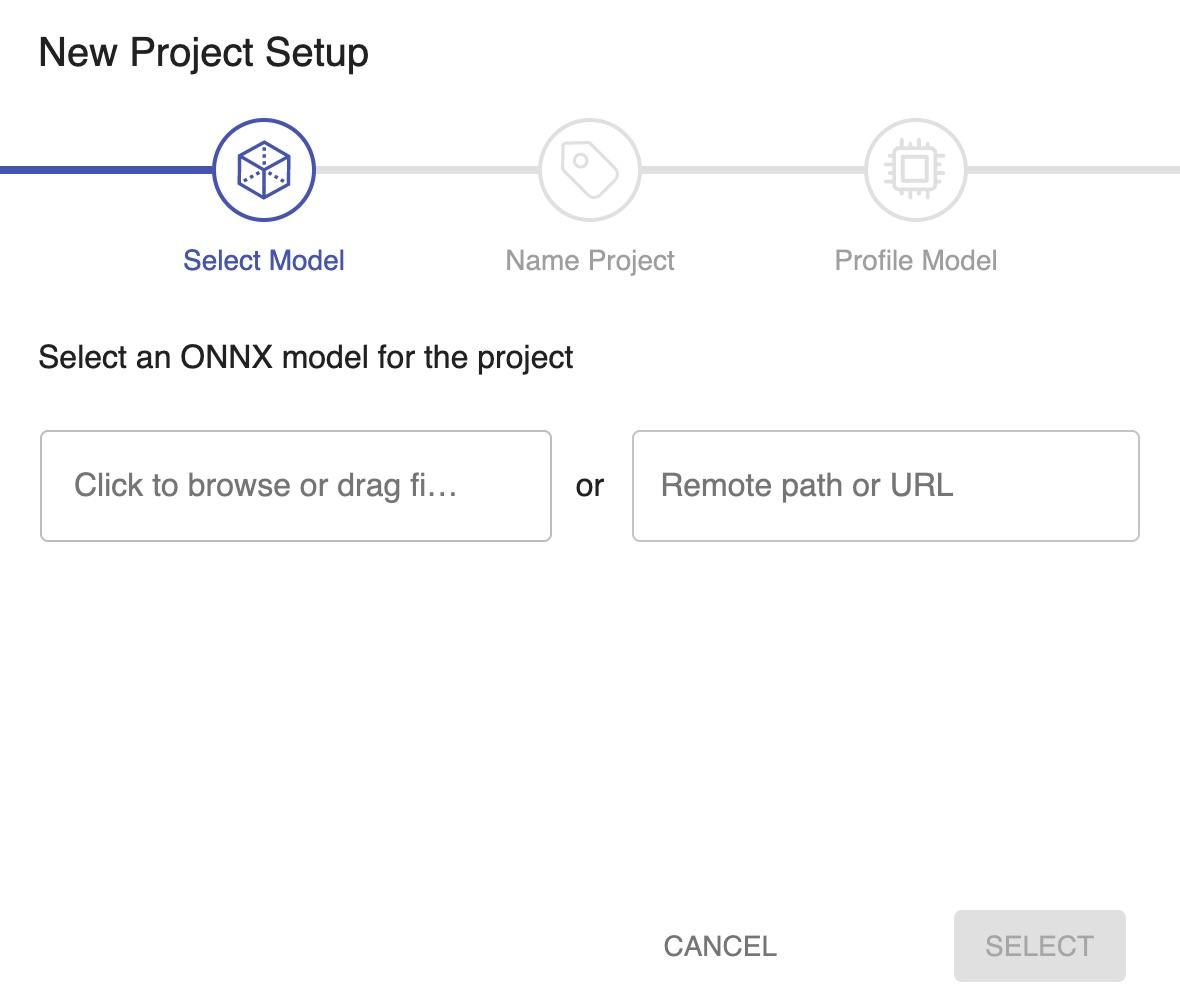 New Project Setup
Select Model
Name Project
Profile Model
Select an ONNX model for the project
Click to browse or drag fi… or Remote path or URL
CANCEL
SELECT